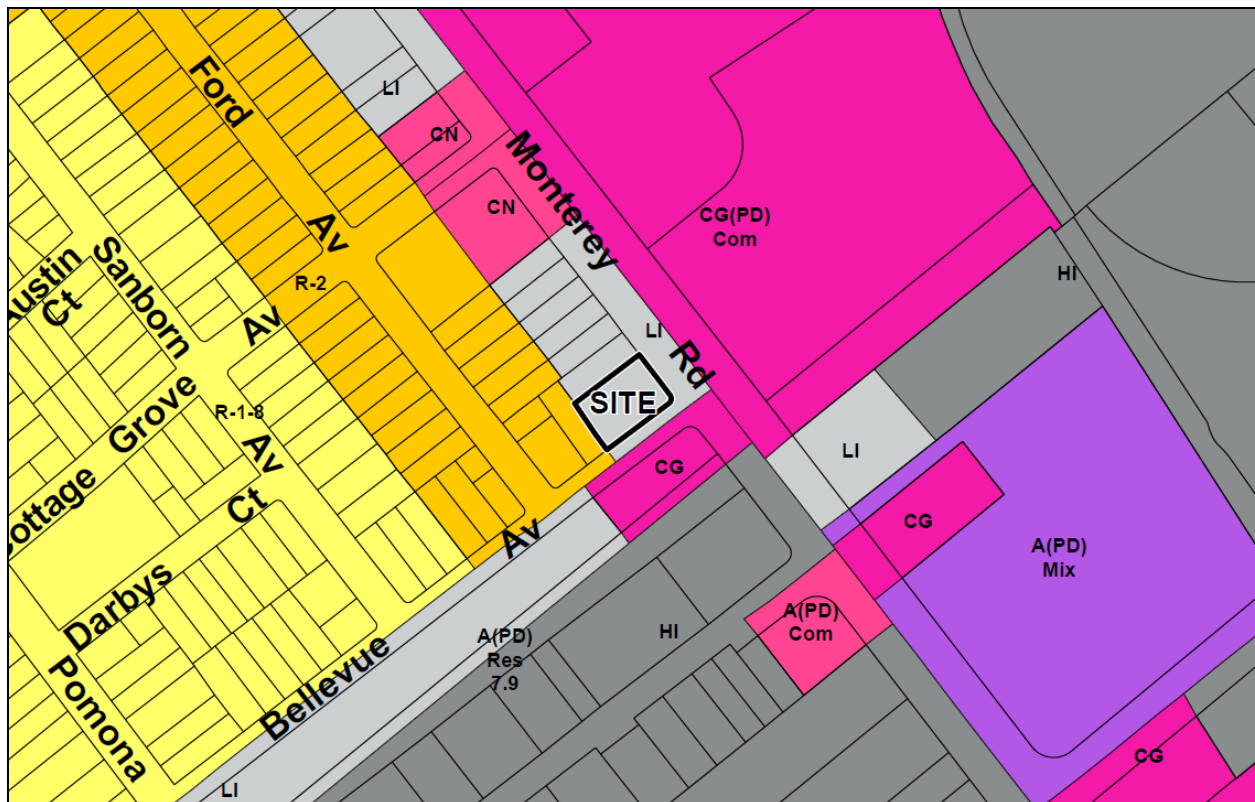 Ford
Av
LI
CN
Monterey
Rd
CN
CG(PD)
Com
HI
Austin
Ct
Sanborn
Av
R-2
LI
SITE
R-1-8
Cottage Grove
Av
CG
LI
CG
A(PD)
Mix
Darbys
Ct
Av
A(PD)
Com
A(PD)
Res
7.9
HI
Bellevue
Pomona
CG
LI